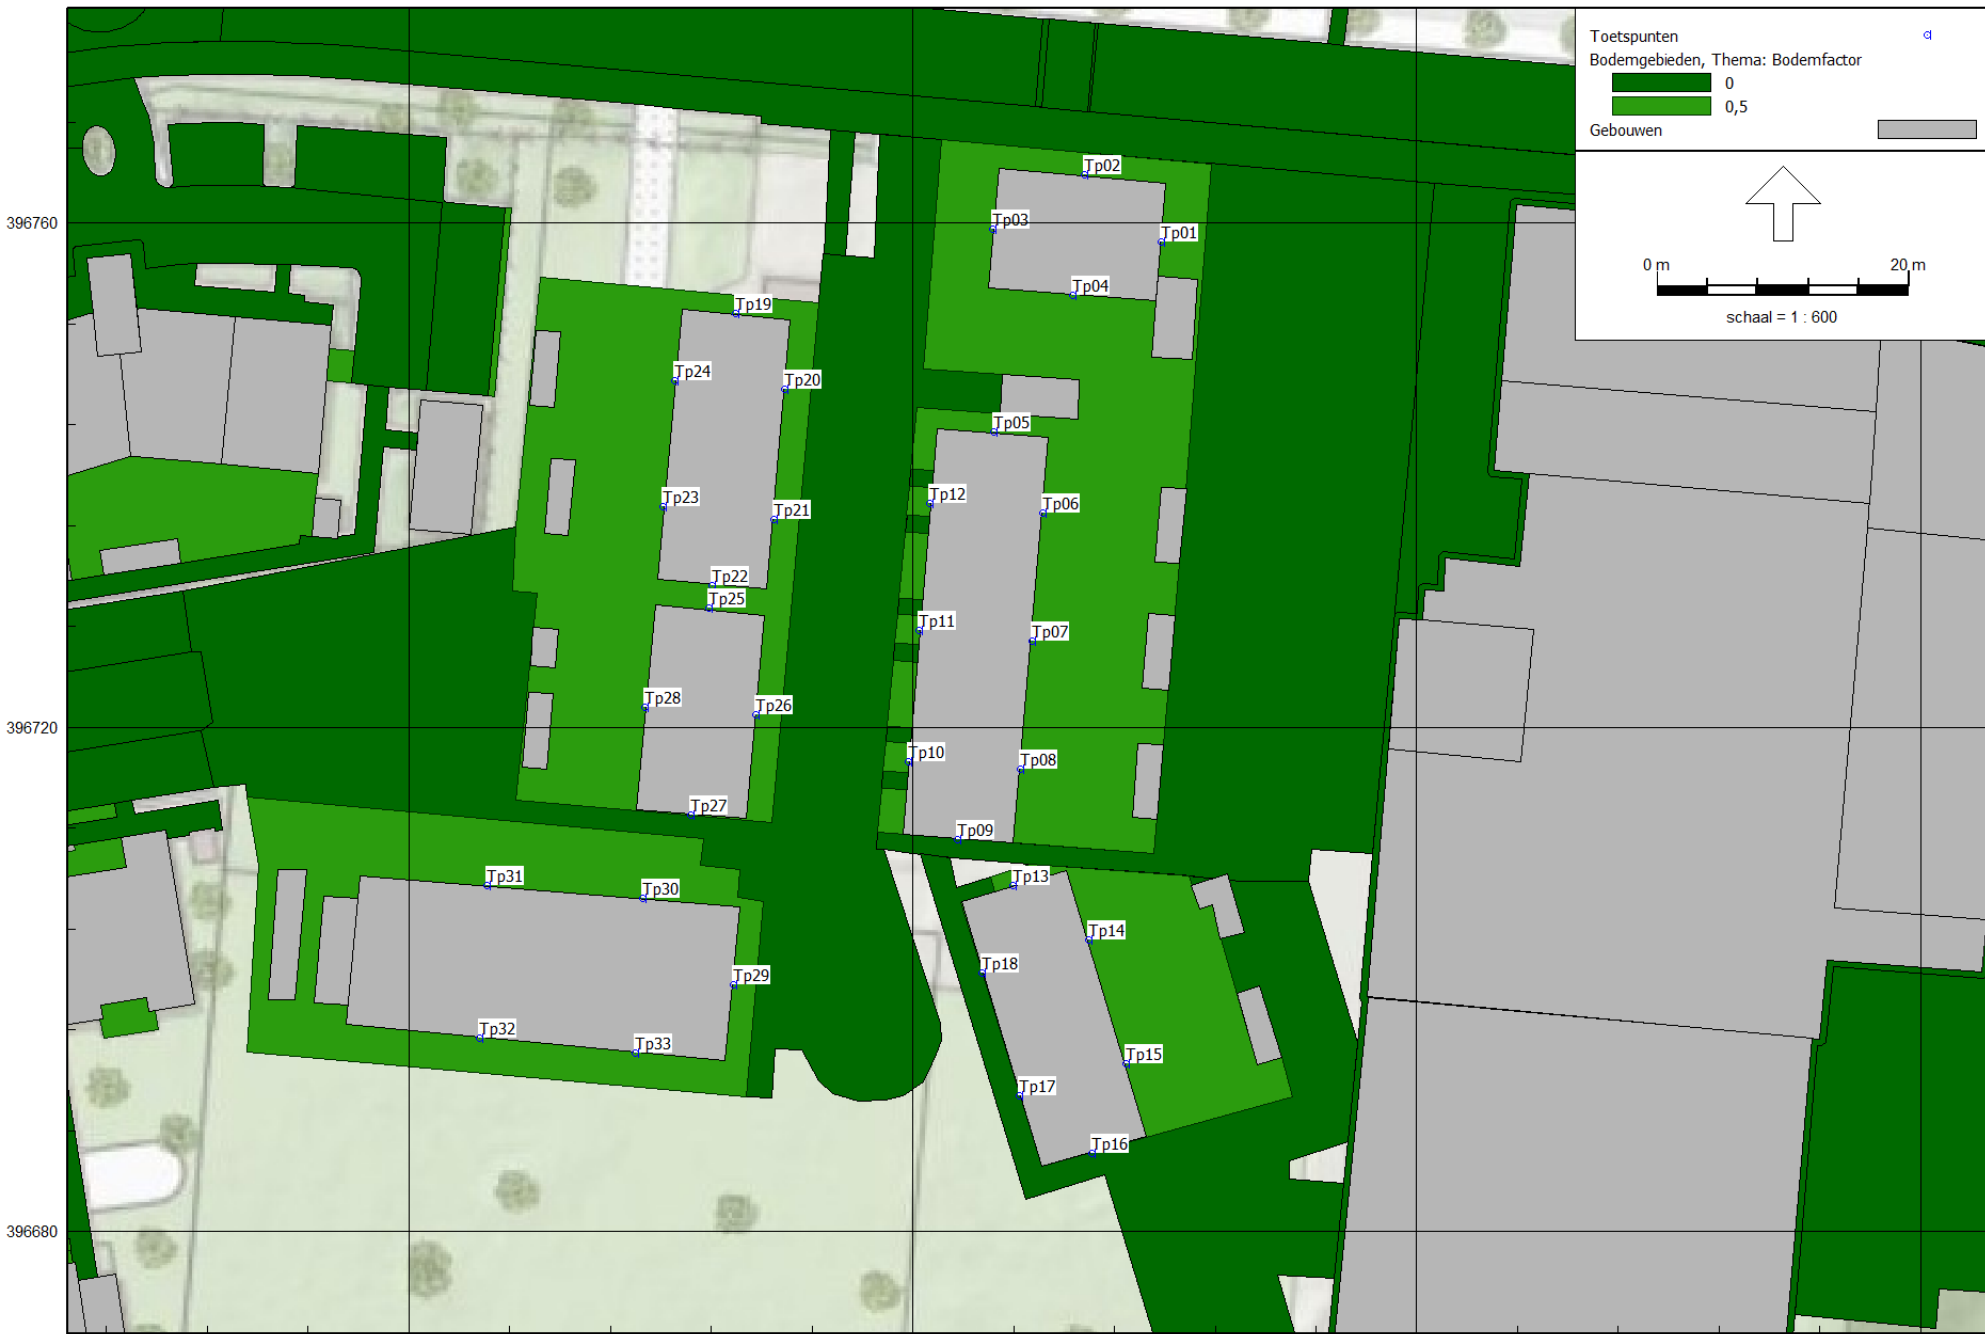 Toetspunten
Bodemgebieden, Thema: Bodemfactor
0
0,5
Gebouwen
0 m
20 m
schaal = 1 : 600
396760
396720
396680
Tp02
Tp03
Tp01
Tp04
Tp19
Tp24
Tp20
Tp05
Tp12
Tp06
Tp23
Tp21
Tp22
Tp25
Tp11
Tp07
Tp28
Tp26
Tp10
Tp08
Tp27
Tp09
Tp31
Tp30
Tp13
Tp14
Tp18
Tp29
Tp32
Tp33
Tp15
Tp17
Tp16